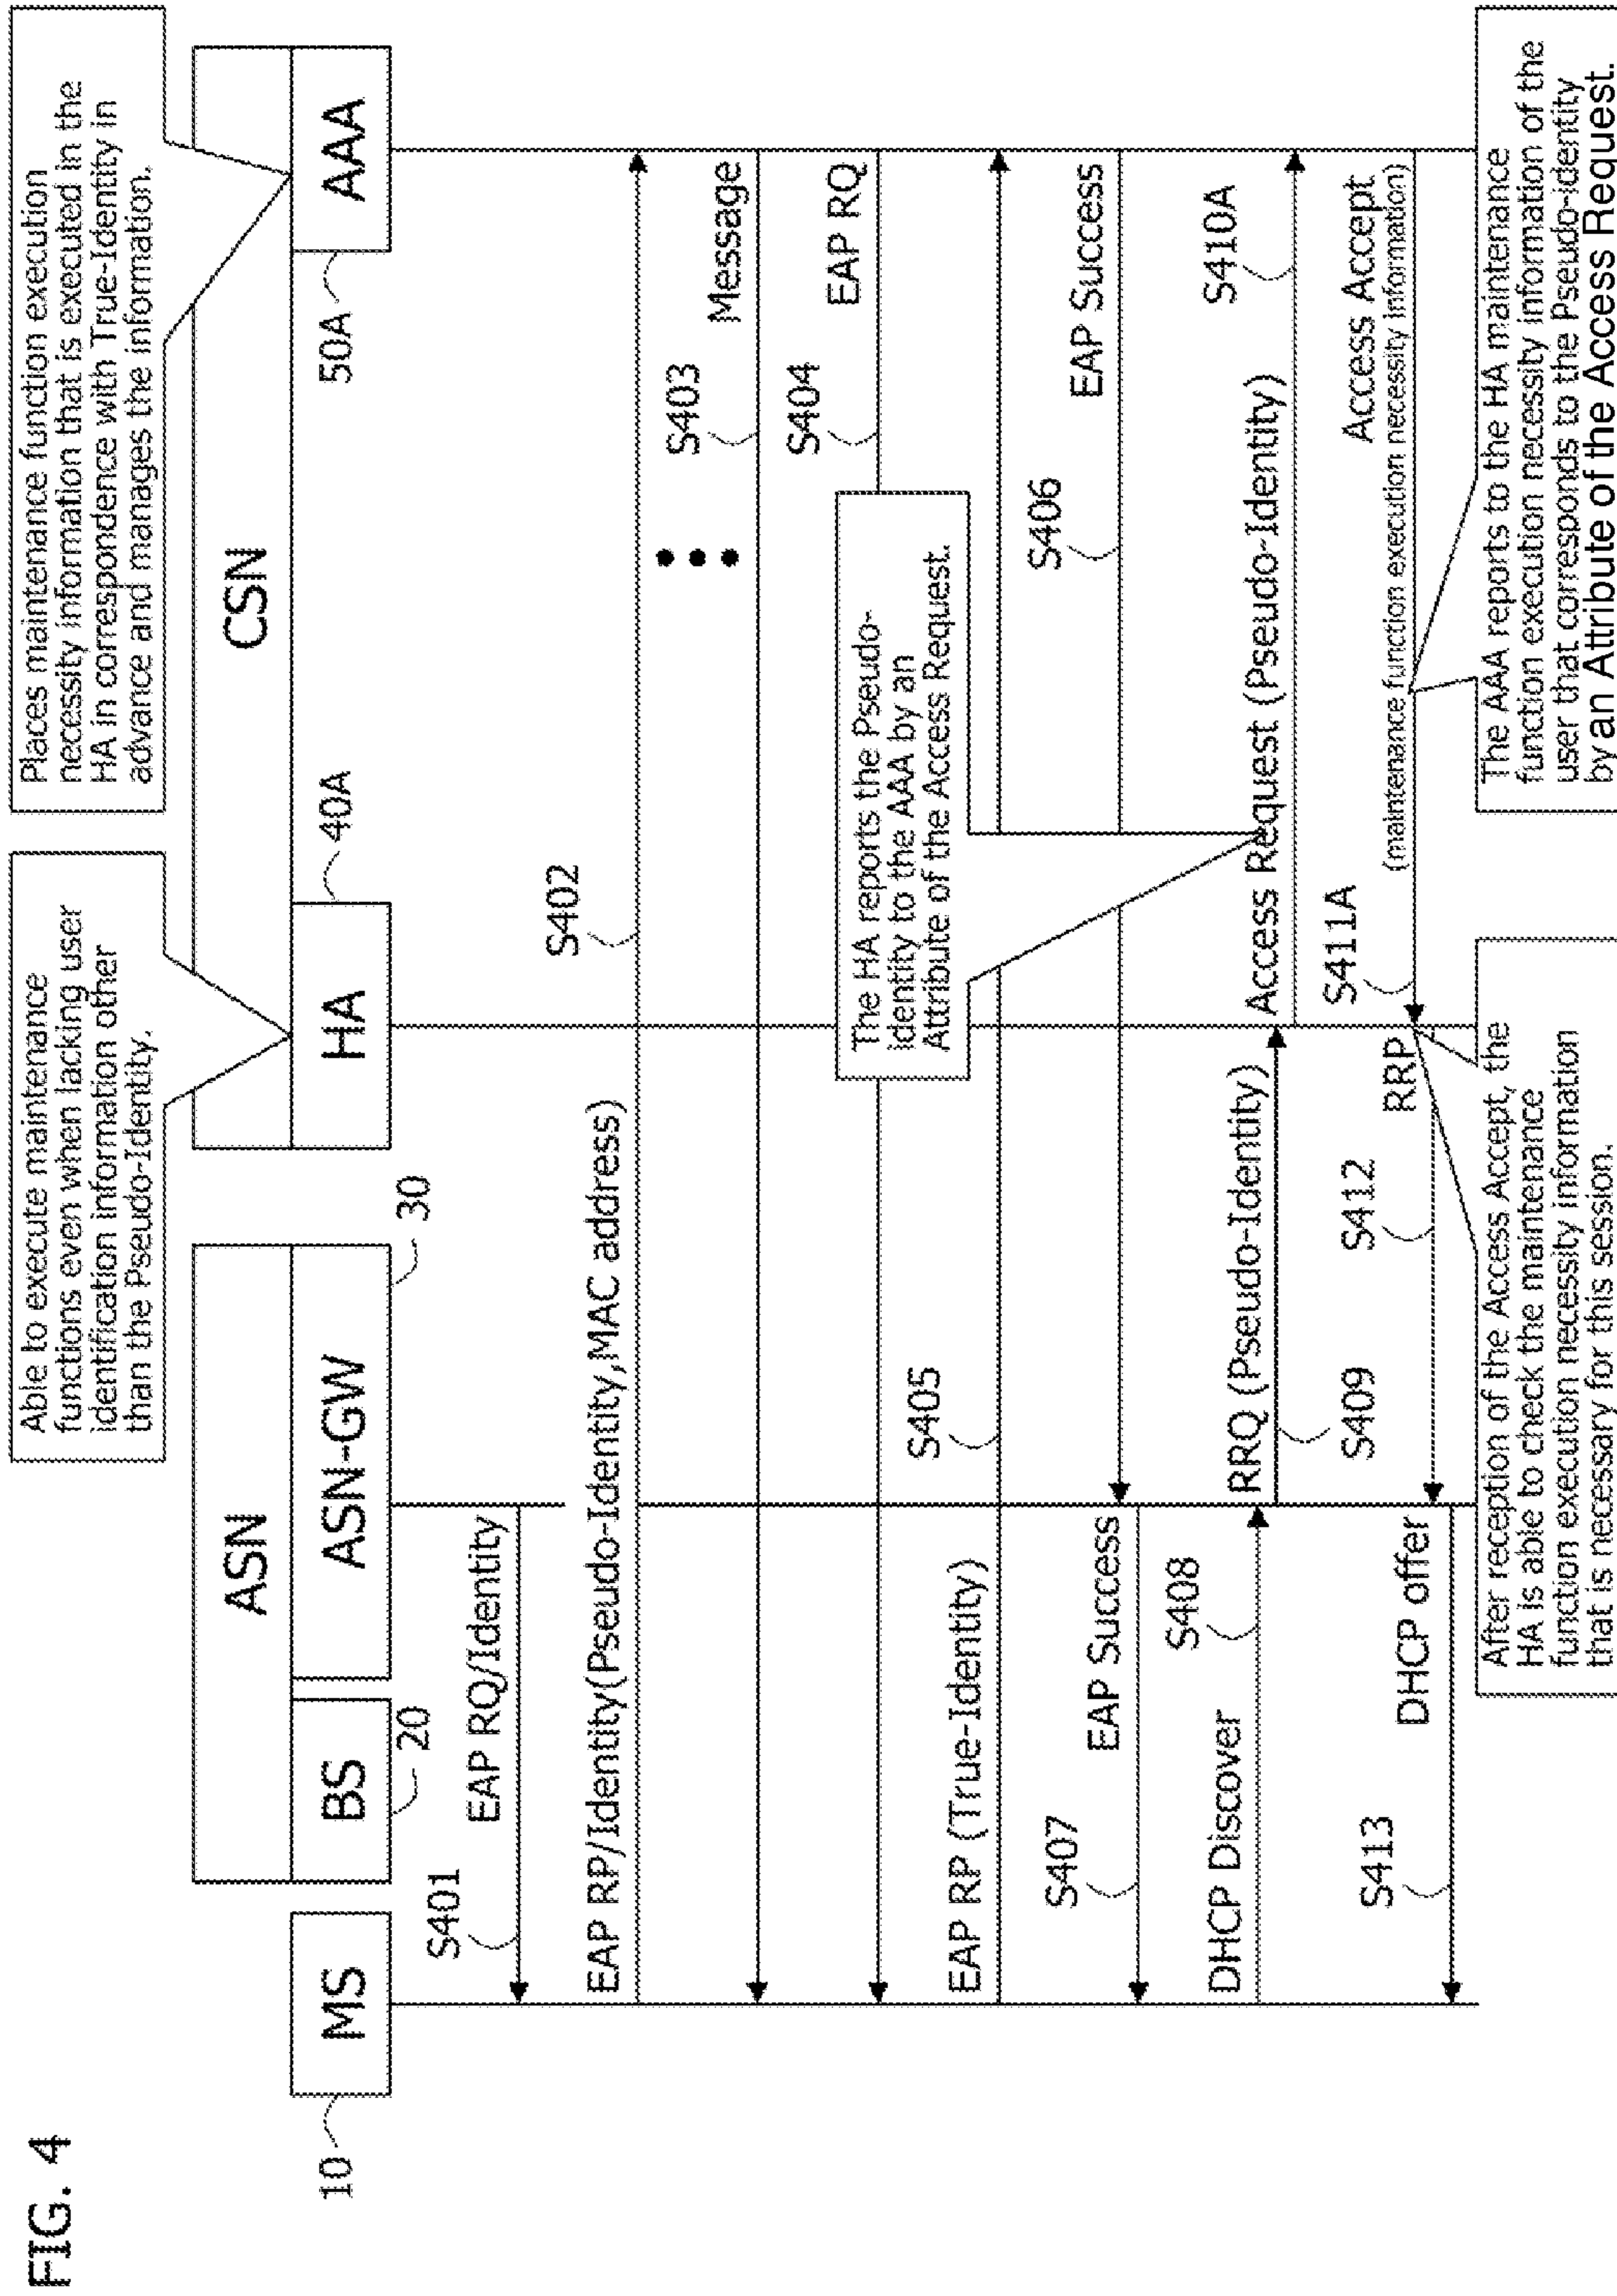 FIG. 4
Able to execute maintenance
functions even when lacking user
identification information other
than the Pseudo-Identity.
Places maintenance function execution
necessity information that is executed in the
HA in correspondence with True-Identity in
advance and manages the information.
ASN
CSN
MS
BS
ASN-GW
HA
AAA
10
20
30
40A
50A
S401
EAP RQ/Identity
S402
EAP RP/Identity(Pseudo-Identity,MAC address)
S403
Message
S404
EAP RQ
The HA reports the Pseudo-
identity to the AAA by an
Attribute of the Access Request.
S405
EAP RP (True-Identity)
S406
EAP Success
S407
EAP Success
S408
DHCP Discover
RRQ (Pseudo-Identity)
S409
Access Request (Pseudo-Identity)
S410A
S411A
Access Accept
(maintenance function execution necessity information)
RRP
S412
DHCP offer
S413
After reception of the Access Accept, the
HA is able to check the maintenance
function execution necessity information
that is necessary for this session.
The AAA reports to the HA maintenance
function execution necessity information of the
user that corresponds to the Pseudo-identity
by an Attribute of the Access Request.